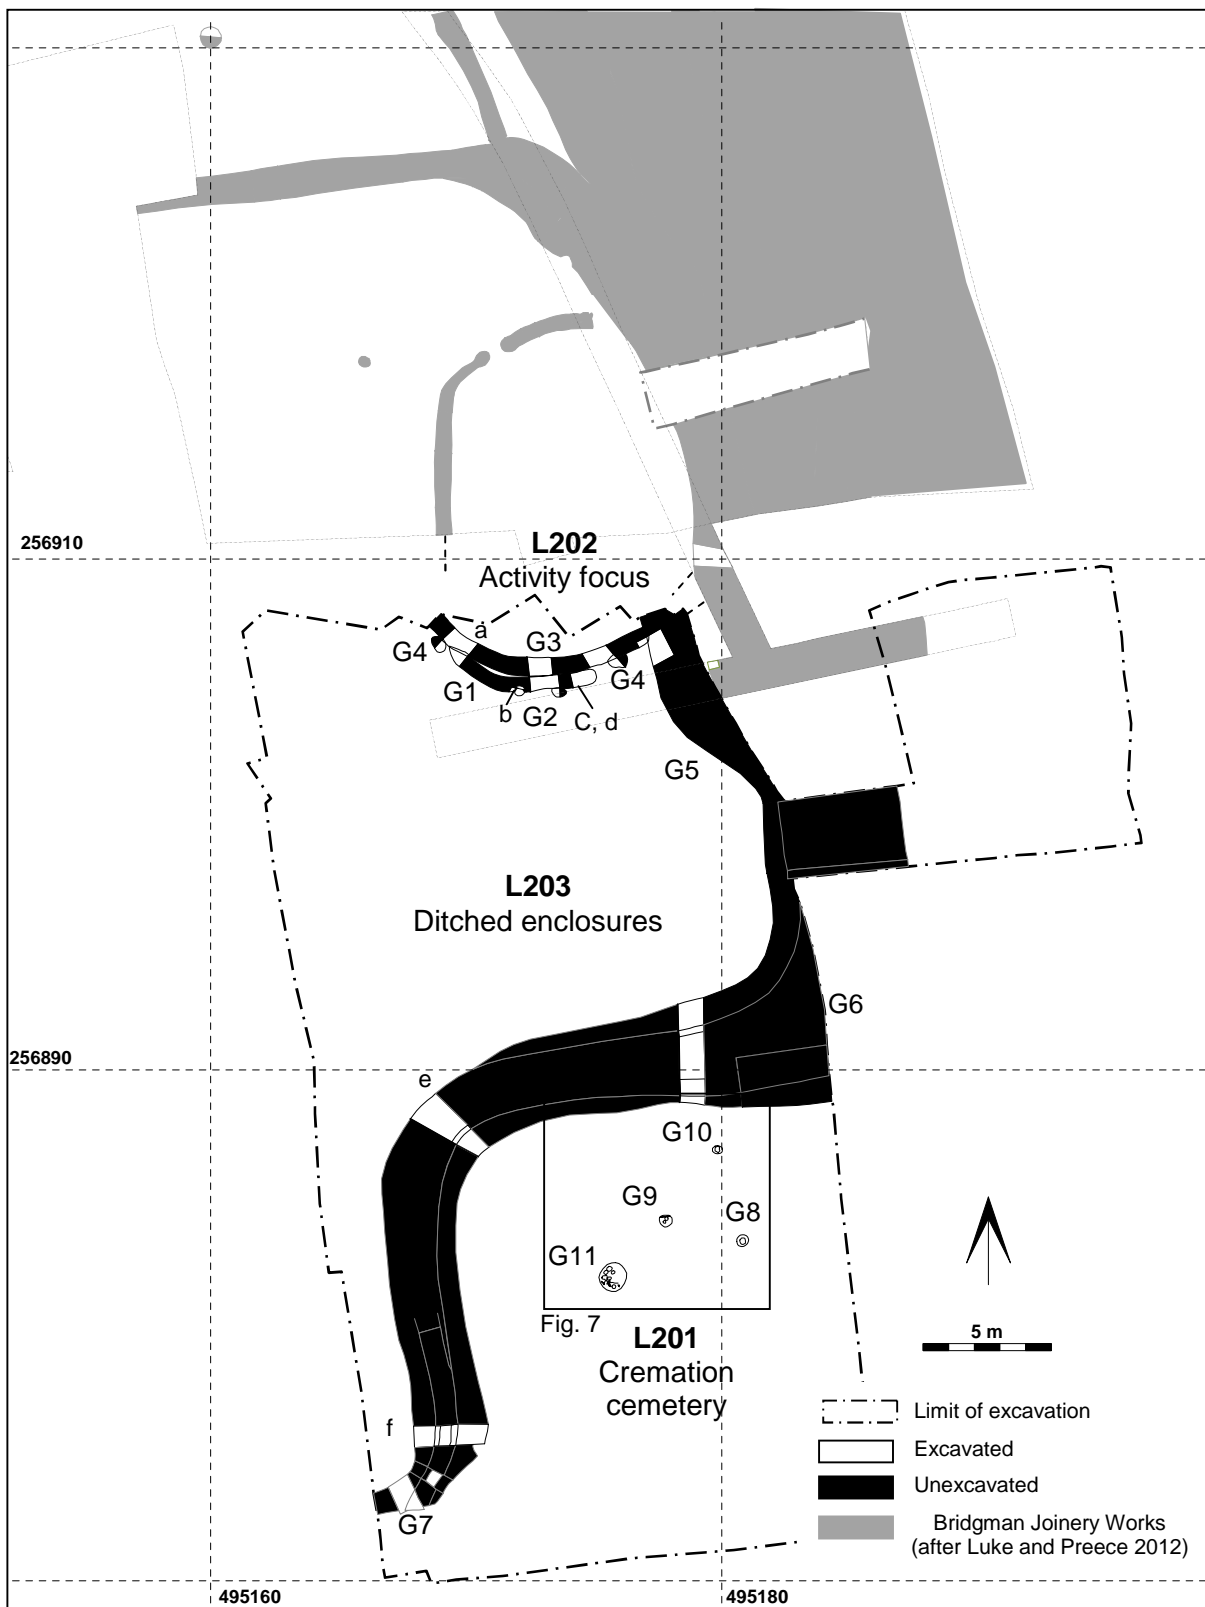 L202
256910
Activity focus
a
G3
G4
G4
G1
b
G2
C, d
G5
L203
Ditched enclosures
G6
256890
e
G10
G9
G8
G11
Fig. 7
L201
5 m
Cremation
cemetery
Limit of excavation
f
Excavated
Unexcavated
G7
Bridgman Joinery Works
(after Luke and Preece 2012)
495160
495180